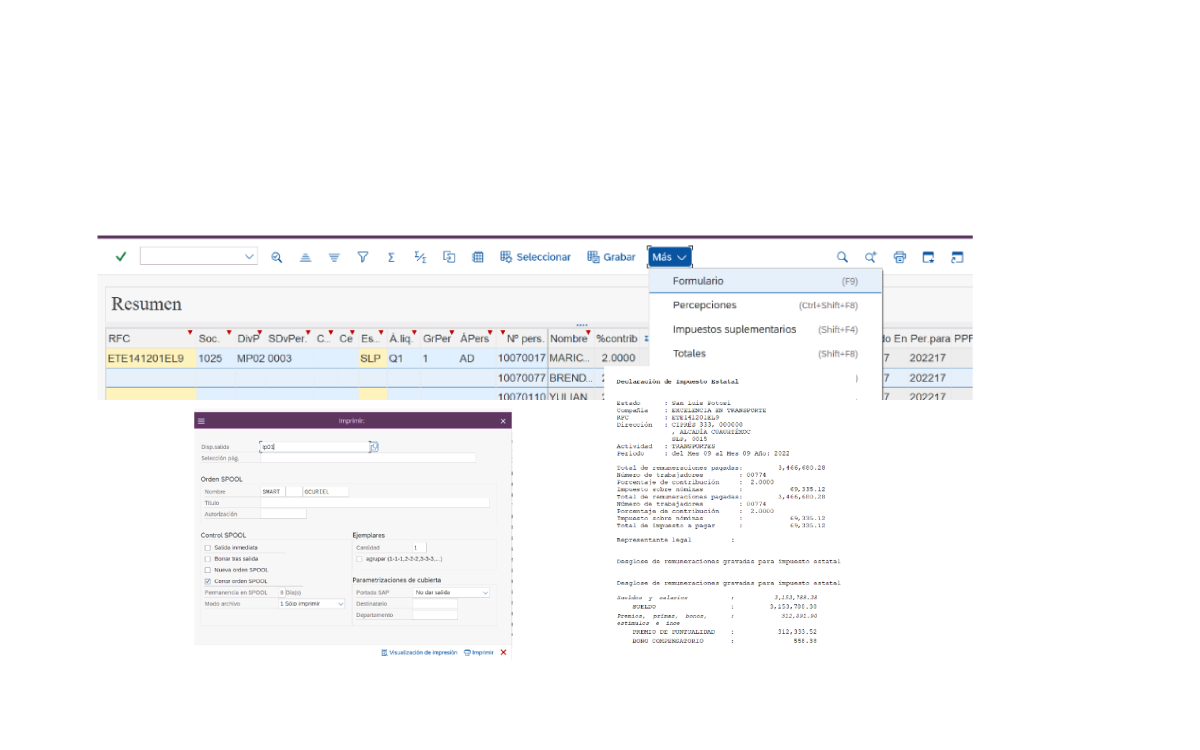 Seleccionar Grabar Más
Formulario (F9)
Percepciones (Ctrl+Shift+F8)
Impuestos suplementarios (Shift+F4)
Totales (Shift+F8)
Resumen
RFC Soc. DivP SDvPer. C... Ce Es... Á.liq. GrPer ÁPers Nº pers. Nombre %contrib do En Per.para PPF
ETE141201EL9 1025 MP02 0003 SLP Q1 1 AD 10070017 MARIC... 2.0000 7 202217
10070077 BREND... 7 202217
10070110 YULIAN 7 202217
Declaración de Impuesto Estatal
Estado : San Luis Potosí
Compañía : EXCELENCIA EN TRANSPORTE
RFC : ETE141201EL9
Dirección : CIPRÉS 333, 000000
, ALCADÍA CUAUHTÉMOC
SLP, 0015
Actividad : TRANSPORTES
Periodo : del Mes 09 al Mes 09 Año: 2022
Total de remuneraciones pagadas: 3,466,680.28
Número de trabajadores : 00774
Porcentaje de contribución : 2.0000
Impuesto sobre nóminas : 69,335.12
Total de remuneraciones pagadas: 3,466,680.28
Número de trabajadores : 00774
Porcentaje de contribución : 2.0000
Impuesto sobre nóminas : 69,335.12
Total de impuesto a pagar : 69,335.12
Representante legal :
Desglose de remuneraciones gravadas para impuesto estatal
Desglose de remuneraciones gravadas para impuesto estatal
Sueldos y salarios : 3,153,788.38
SUELDO : 3,153,788.38
Premios, primas, bonos, : 312,891.90
estímulos e ince
PREMIO DE PUNTUALIDAD : 312,333.52
BONO COMPENSATORIO : 558.38
Imprimir:
Disp.salida lp01
Selección pág.
Orden SPOOL
Nombre SMART GCURIEL
Título
Autorización
Control SPOOL
Salida inmediata
Borrar tras salida
Nueva orden SPOOL
Cerrar orden SPOOL
Permanencia en SPOOL 8 Día(s)
Modo archivo 1 Sólo imprimir
Ejemplares
Cantidad 1
agrupar (1-1-1,2-2-2,3-3-3,...)
Parametrizaciones de cubierta
Portada SAP No dar salida
Destinatario
Departamento
Visualización de impresión Imprimir